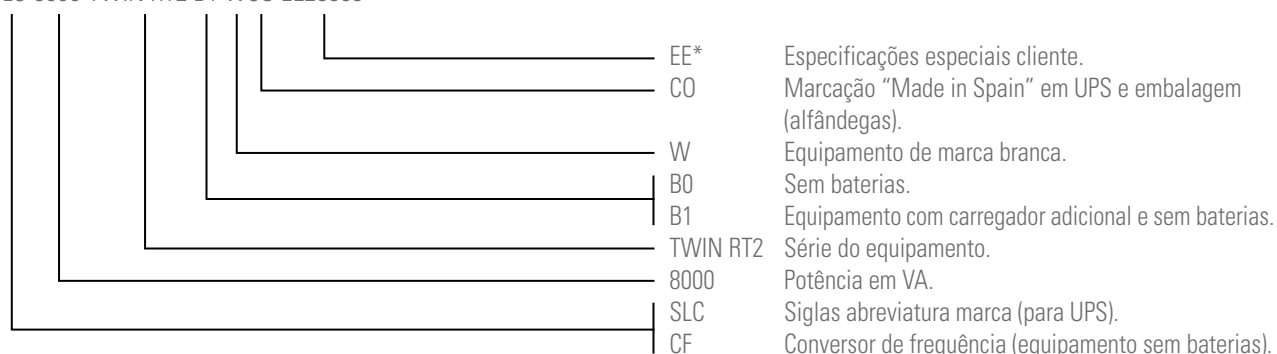 EE* Especificações especiais cliente.
CO Marcação “Made in Spain” em UPS e embalagem
(alfândegas).
W Equipamento de marca branca.
B0 Sem baterias.
B1 Equipamento com carregador adicional e sem baterias.
TWIN RT2 Série do equipamento.
8000 Potência em VA.
SLC Siglas abreviatura marca (para UPS).
CF Conversor de frequência (equipamento sem baterias).